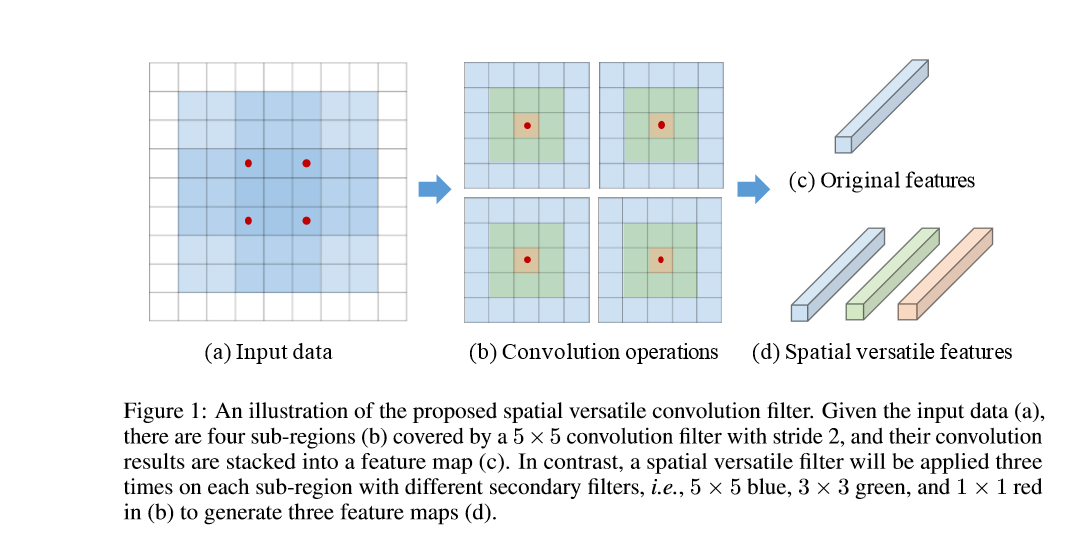 (c) Original features
(a) Input data
(b) Convolution operations
(d) Spatial versatile features
Figure 1: An illustration of the proposed spatial versatile convolution filter. Given the input data (a),
there are four sub-regions (b) covered by a 5 × 5 convolution filter with stride 2, and their convolution
results are stacked into a feature map (c). In contrast, a spatial versatile filter will be applied three
times on each sub-region with different secondary filters, i.e., 5 × 5 blue, 3 × 3 green, and 1 × 1 red
in (b) to generate three feature maps (d).